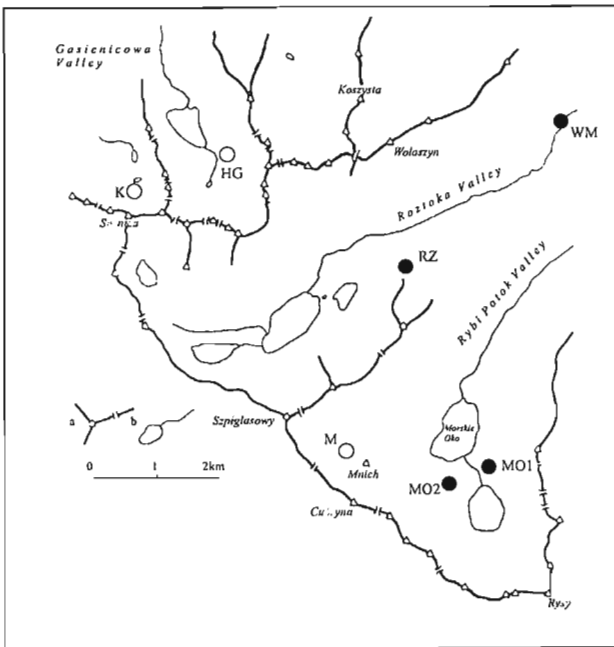 Gasienicowa
Valley
Koszysta
WM
HG
Wołoszyn
K
Roztoka Valley
RZ
Rybi Potok Valley
Szpiglasowy
a
b
0 1 2km
Morskie
Oko
M
Mnich
MO1
MO2
Rysy